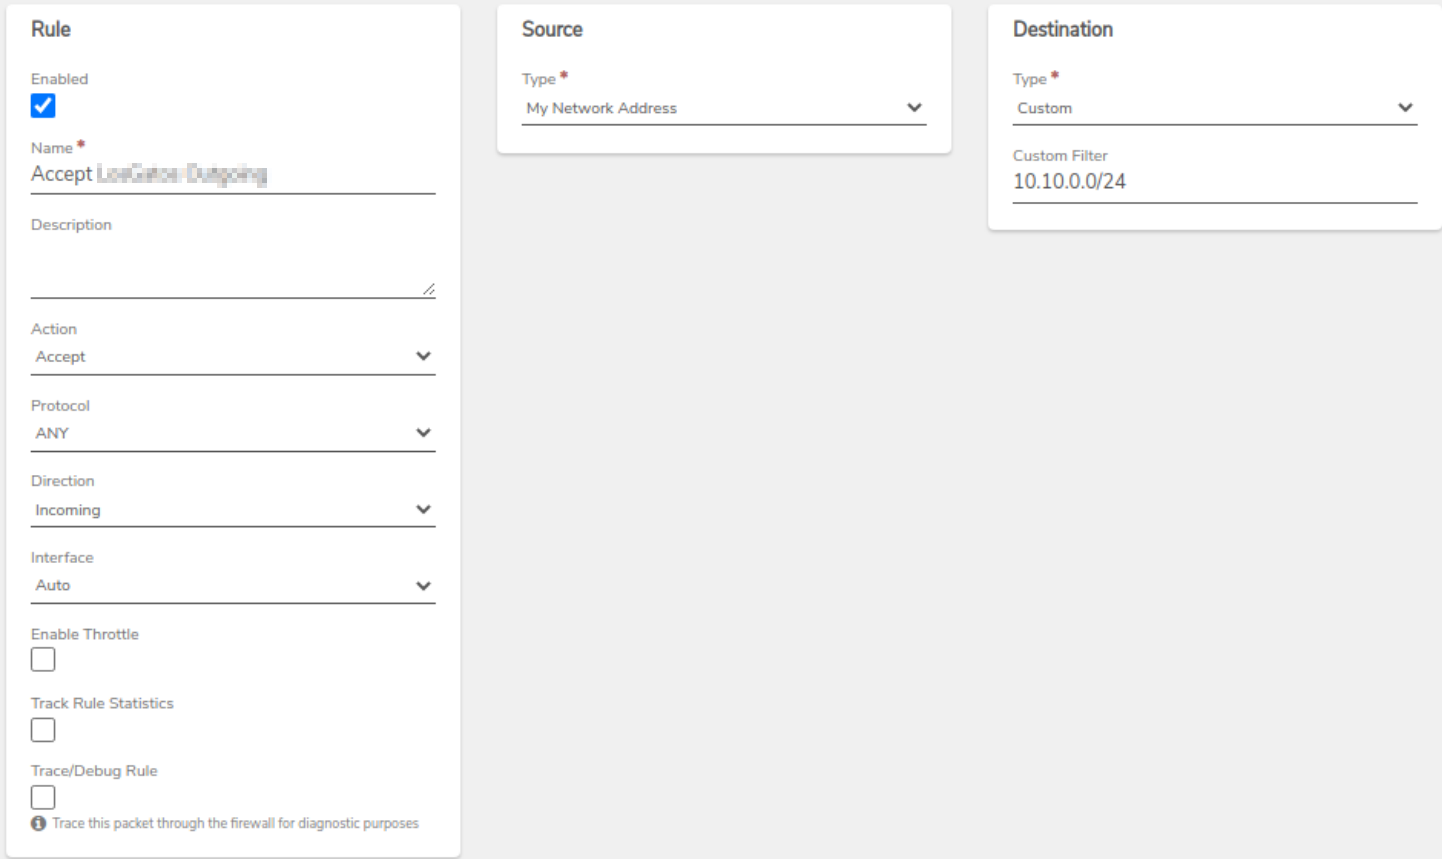 Rule
Enabled
Name *
Accept
Description
Action
Accept
Protocol
ANY
Direction
Incoming
Interface
Auto
Enable Throttle
Track Rule Statistics
Trace/Debug Rule
Trace this packet through the firewall for diagnostic purposes
Source
Type *
My Network Address
Destination
Type *
Custom
Custom Filter
10.10.0.0/24